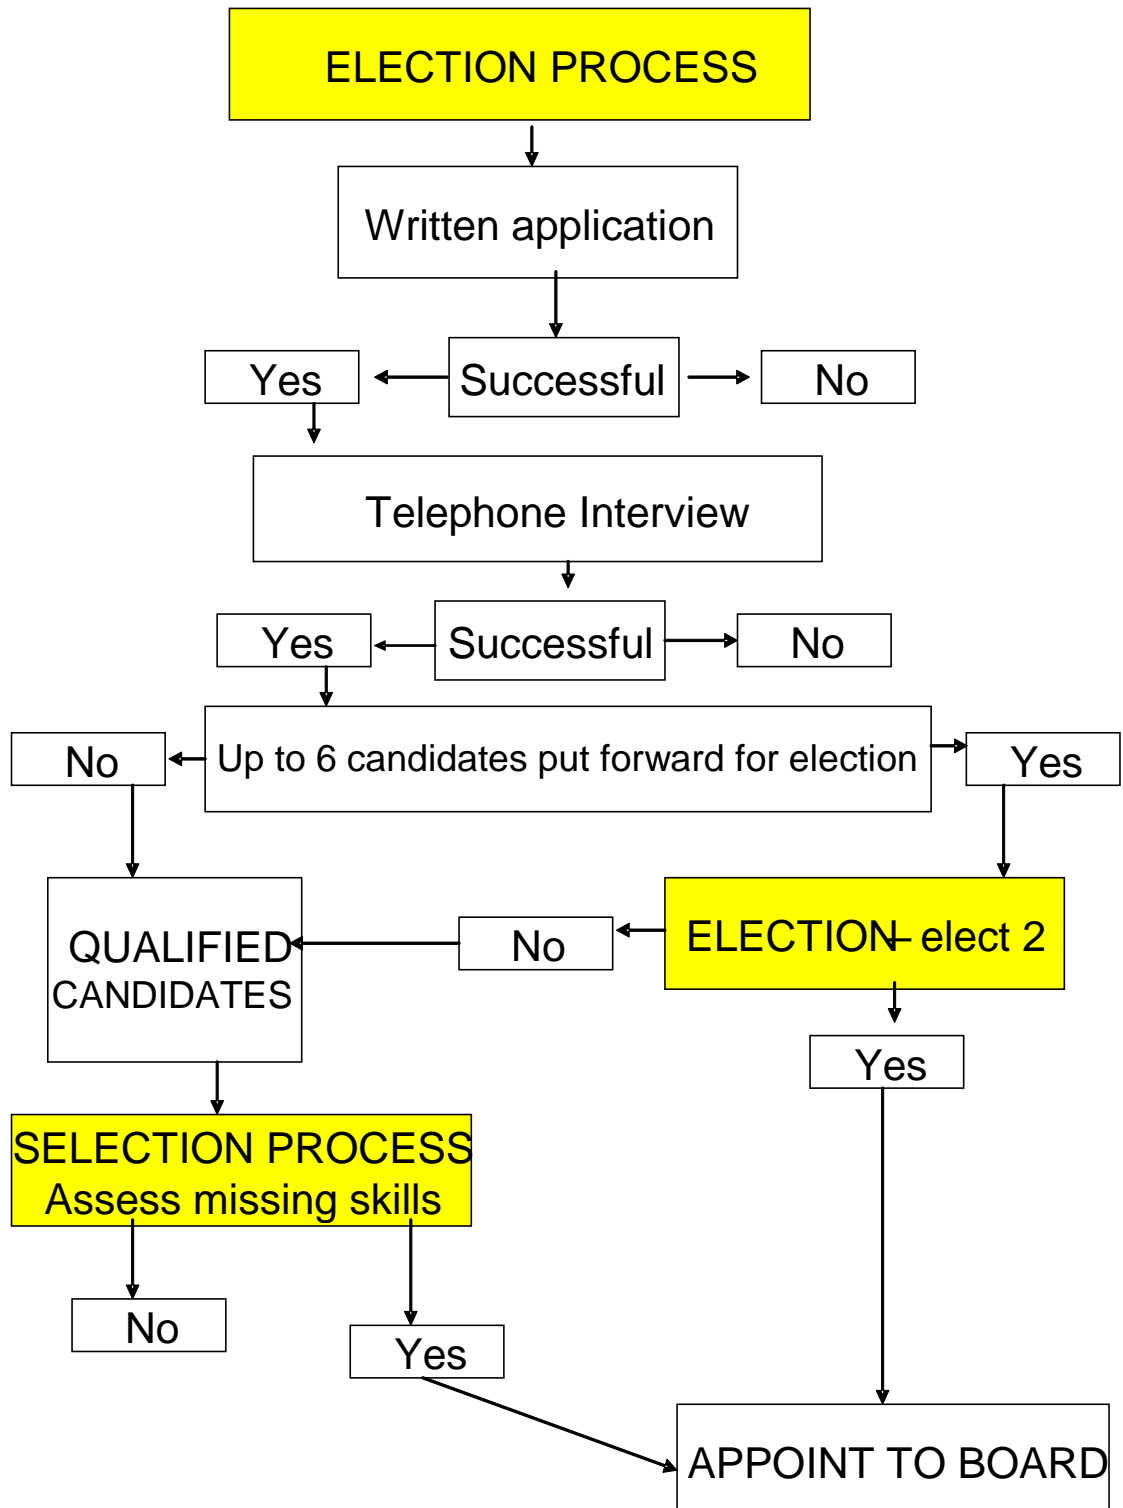 ELECTION PROCESS
Written application
Yes
Successful
No
Telephone Interview
Yes
Successful
No
No
Up to 6 candidates put forward for election
Yes
QUALIFIED
CANDIDATES
No
ELECTION– elect 2
Yes
SELECTION PROCESS
Assess missing skills
No
Yes
APPOINT TO BOARD